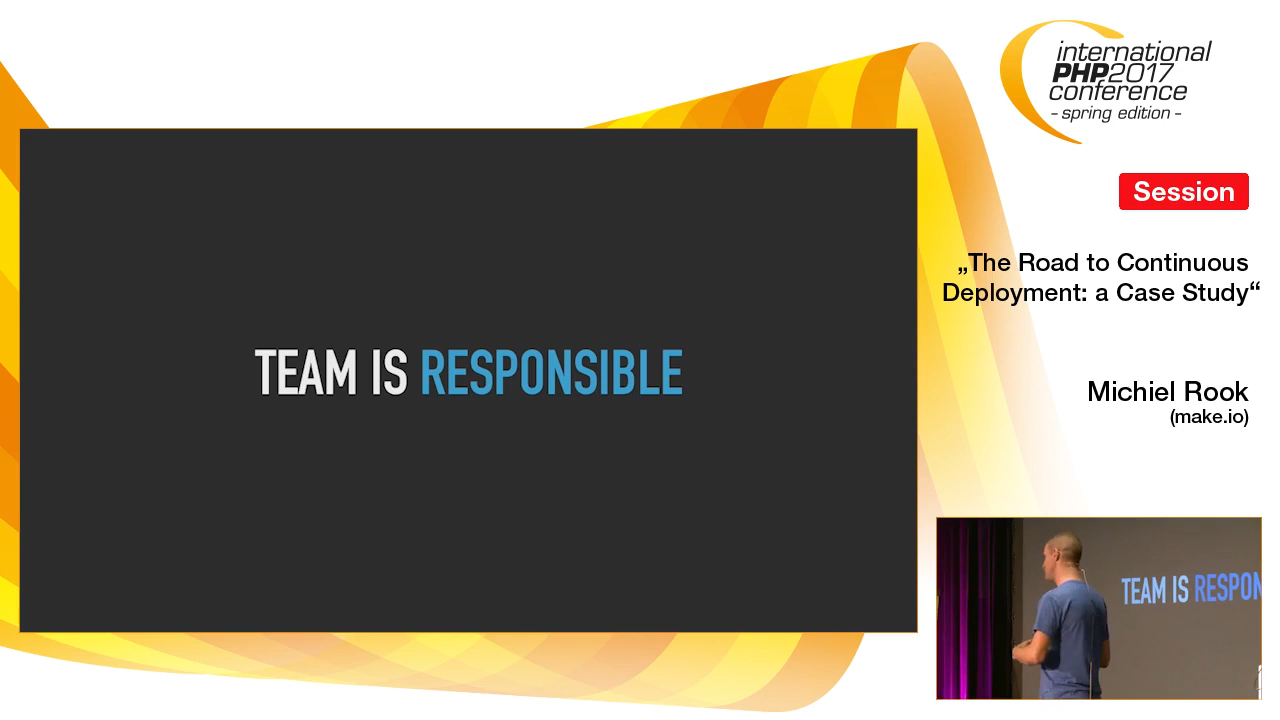 TEAM IS RESPONSIBLE
international
PHP2017
conference
- spring edition -
Session
„The Road to Continuous
Deployment: a Case Study“
Michiel Rook
(make.io)
TEAM IS RESPON